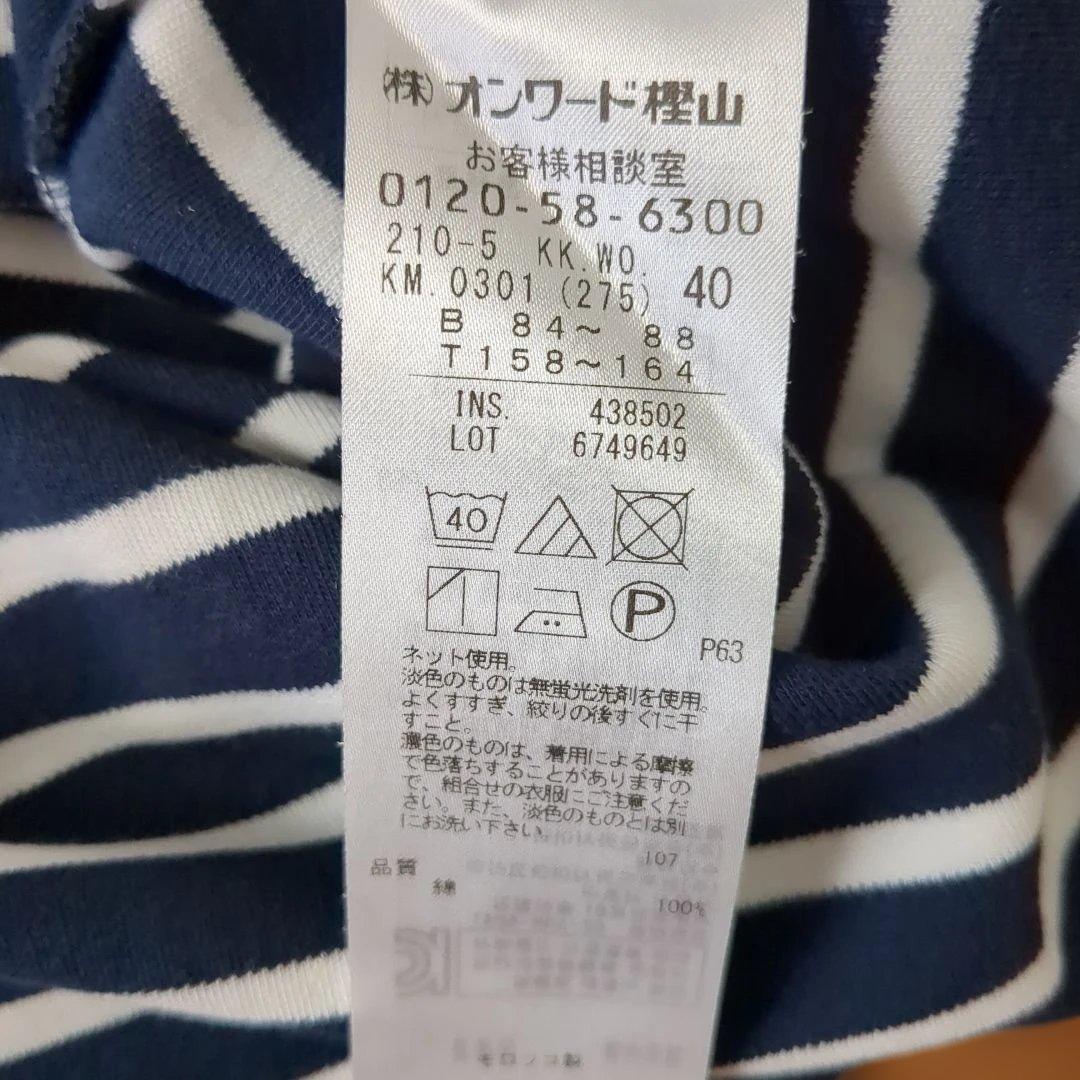 (株)オンワード樫山
お客様相談室
0120-58-6300
210-5 KK.WO.
KM.0301(275) 40
B 84～ 88
T158～164
INS. 438502
LOT 6749649
40
P
P63
ネット使用。
淡色のものは無蛍光洗剤を使用
よくすすぎ、絞りの後すぐに干
すこと。
濃色のものは、着用による摩擦
で色落ちすることがありますの
で、組合せの衣服にご注意くだ
さい。また、淡色のものとは別
にお洗い下さい。
107
品質
綿 100%
モロッコ製